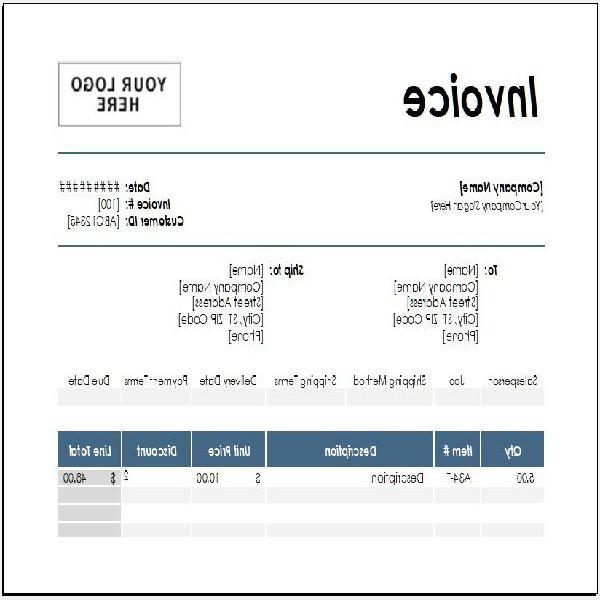 Invoice
YOUR LOGO
HERE
[Company Name]
[Your Company Slogan Here]
Date: ########
Invoice #: [100]
Customer ID: [ABC12345]
To: [Name]
[Company Name]
[Street Address]
[City, ST ZIP Code]
[Phone]
Ship to: [Name]
[Company Name]
[Street Address]
[City, ST ZIP Code]
[Phone]
Salesperson Job Shipping Method Shipping Terms Delivery Date Payment Terms Due Date
Qty Item # Description Unit Price Discount Line Total
5.00 A34-T Description $ 10.00 2 $ 48.00